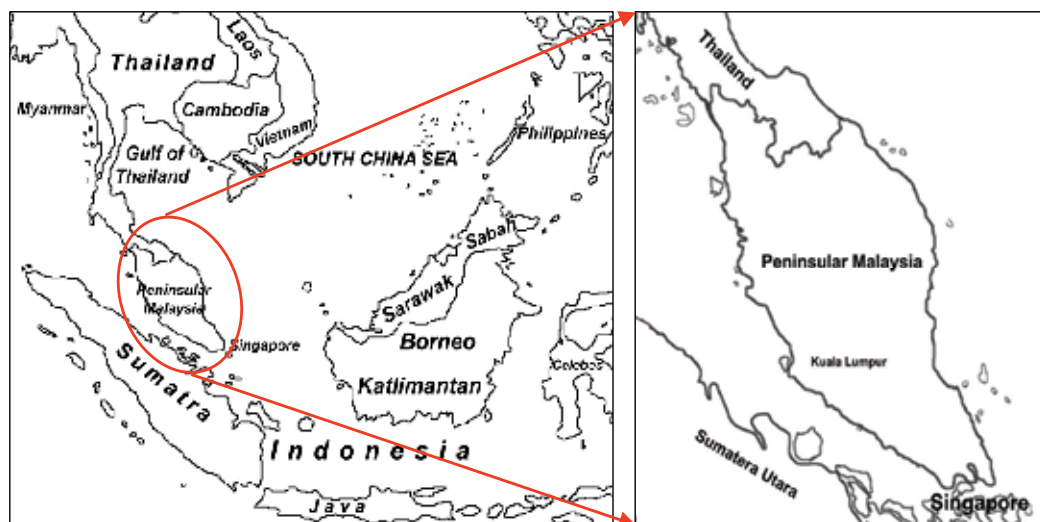 Laos
Thailand
Myanmar
Cambodia
Vietnam
Philippines
Gulf of
Thailand
SOUTH CHINA SEA
Sabah
Sarawak
Peninsular
Malaysia
Singapore
Borneo
Katlimantan
Celebes
Sumatra
Indonesia
Java
Thailand
Peninsular Malaysia
Kuala Lumpur
Sumatera Utara
Singapore